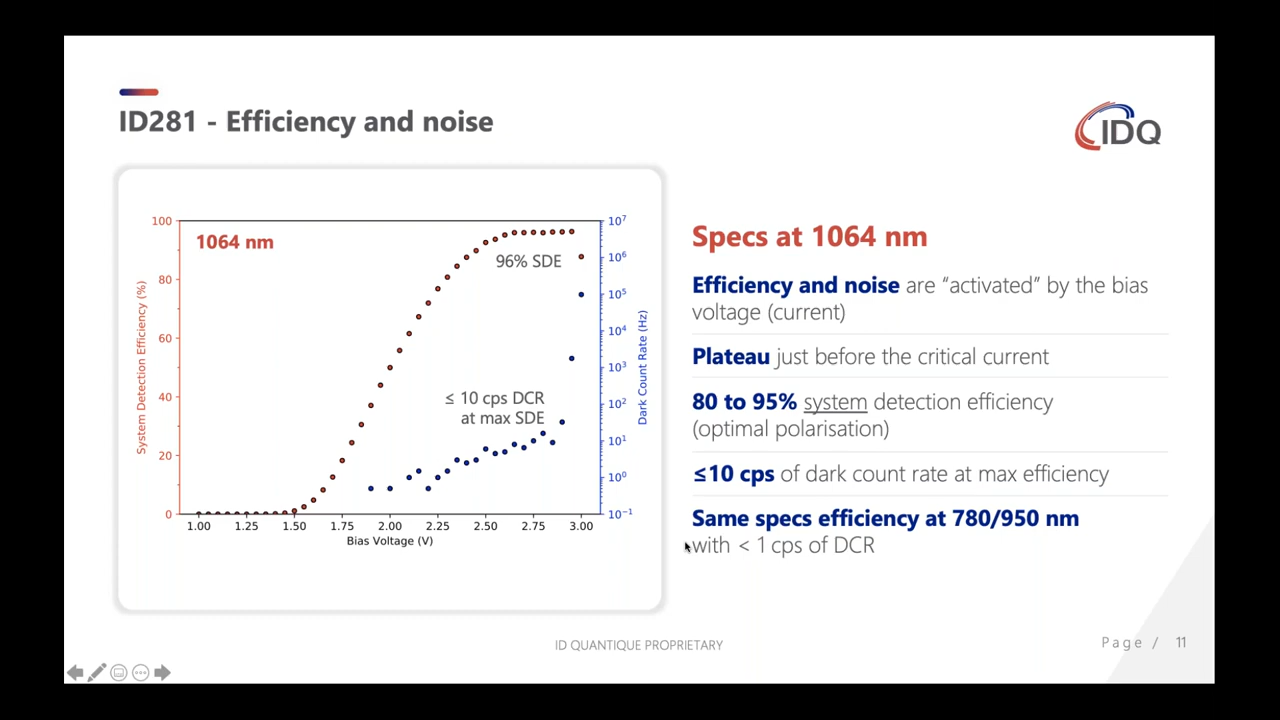 ID281 - Efficiency and noise
IDQ
1064 nm
96% SDE
≤ 10 cps DCR
at max SDE
System Detection Efficiency (%)
100
80
60
40
20
0
1.00 1.25 1.50 1.75 2.00 2.25 2.50 2.75 3.00
Bias Voltage (V)
10⁷
10⁶
10⁵
10⁴
10³
10²
10¹
10⁰
10⁻¹
Dark Count Rate (Hz)
Specs at 1064 nm
Efficiency and noise are “activated” by the bias
voltage (current)
Plateau just before the critical current
80 to 95% system detection efficiency
(optimal polarisation)
≤10 cps of dark count rate at max efficiency
Same specs efficiency at 780/950 nm
with < 1 cps of DCR
ID QUANTIQUE PROPRIETARY
Page / 11